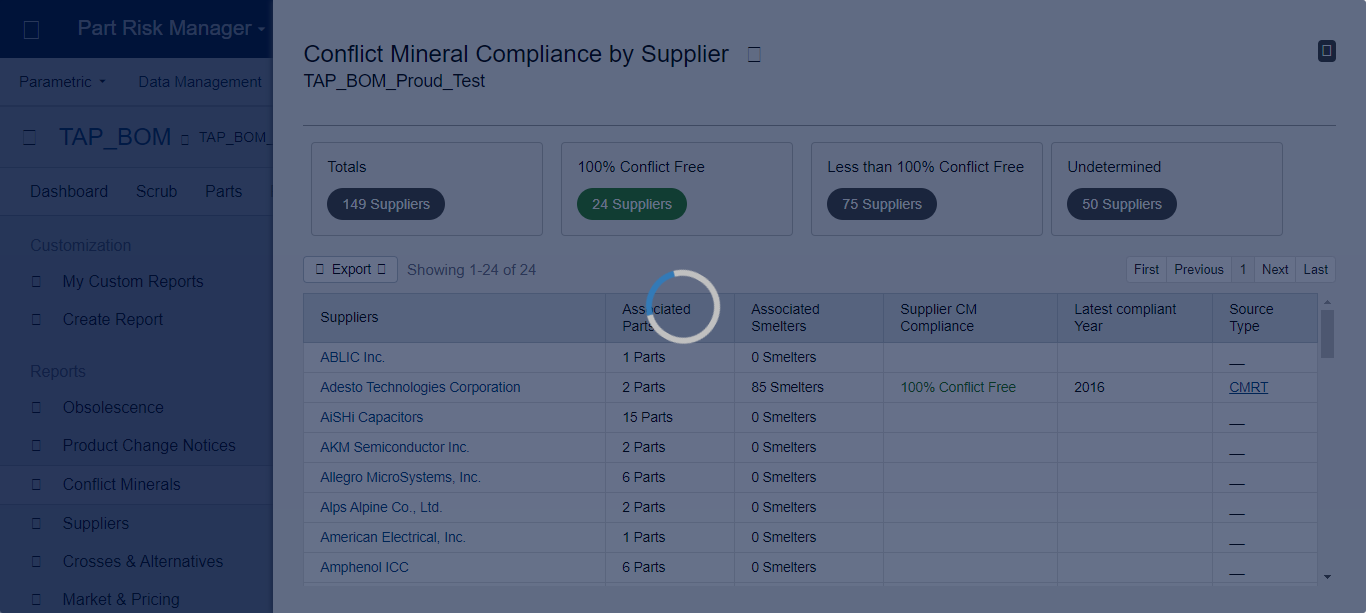 Part Risk Manager
Parametric Data Management
TAP_BOM TAP_BOM_
Dashboard Scrub Parts
Customization
My Custom Reports
Create Report
Reports
Obsolescence
Product Change Notices
Conflict Minerals
Suppliers
Crosses & Alternatives
Market & Pricing
Conflict Mineral Compliance by Supplier
TAP_BOM_Proud_Test
Totals
149 Suppliers
100% Conflict Free
24 Suppliers
Less than 100% Conflict Free
75 Suppliers
Undetermined
50 Suppliers
Export Showing 1-24 of 24
First Previous 1 Next Last
Suppliers Associated Parts Associated Smelters Supplier CM Compliance Latest compliant Year Source Type
ABLIC Inc. 1 Parts 0 Smelters __
Adesto Technologies Corporation 2 Parts 85 Smelters 100% Conflict Free 2016 CMRT
AiSHi Capacitors 15 Parts 0 Smelters __
AKM Semiconductor Inc. 2 Parts 0 Smelters __
Allegro MicroSystems, Inc. 6 Parts 0 Smelters __
Alps Alpine Co., Ltd. 2 Parts 0 Smelters __
American Electrical, Inc. 1 Parts 0 Smelters __
Amphenol ICC 6 Parts 0 Smelters __